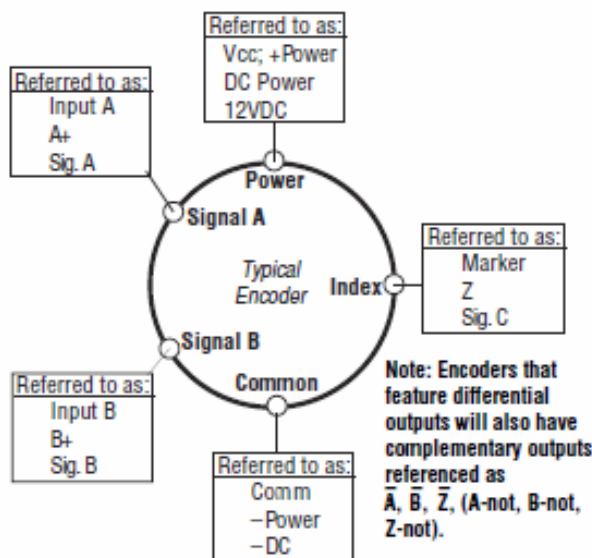 Referred to as:
Vcc; +Power
DC Power
12VDC
Referred to as:
Input A
A+
Sig. A
Power
Signal A
Typical
Encoder
Index
Referred to as:
Marker
Z
Sig. C
Signal B
Common
Referred to as:
Input B
B+
Sig. B
Referred to as:
Comm
–Power
–DC
Note: Encoders that
feature differential
outputs will also have
complementary outputs
referenced as
A̅, B̅, Z̅, (A-not, B-not,
Z-not).